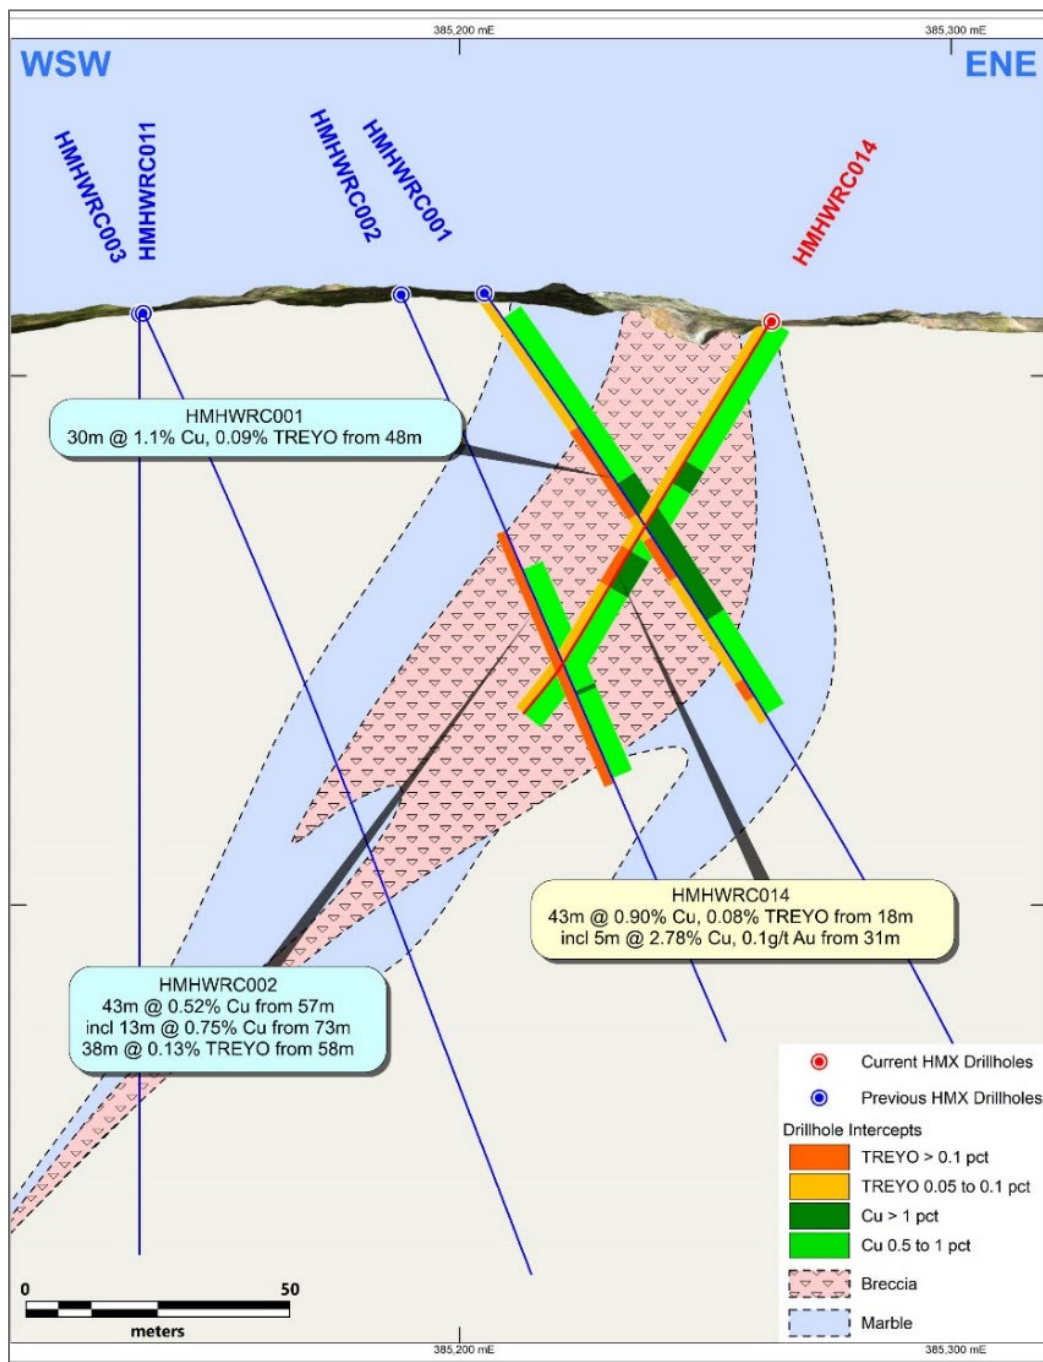 385,200 mE
385,300 mE
WSW
ENE
HMHWRC003
HMHWRC011
HMHWRC002
HMHWRC001
HMHWRC014
HMHWRC001
30m @ 1.1% Cu, 0.09% TREYO from 48m
HMHWRC014
43m @ 0.90% Cu, 0.08% TREYO from 18m
incl 5m @ 2.78% Cu, 0.1g/t Au from 31m
HMHWRC002
43m @ 0.52% Cu from 57m
incl 13m @ 0.75% Cu from 73m
38m @ 0.13% TREYO from 58m
Current HMX Drillholes
Previous HMX Drillholes
Drillhole Intercepts
TREYO > 0.1 pct
TREYO 0.05 to 0.1 pct
Cu > 1 pct
Cu 0.5 to 1 pct
Breccia
Marble
0
50
meters
385,200 mE
385,300 mE